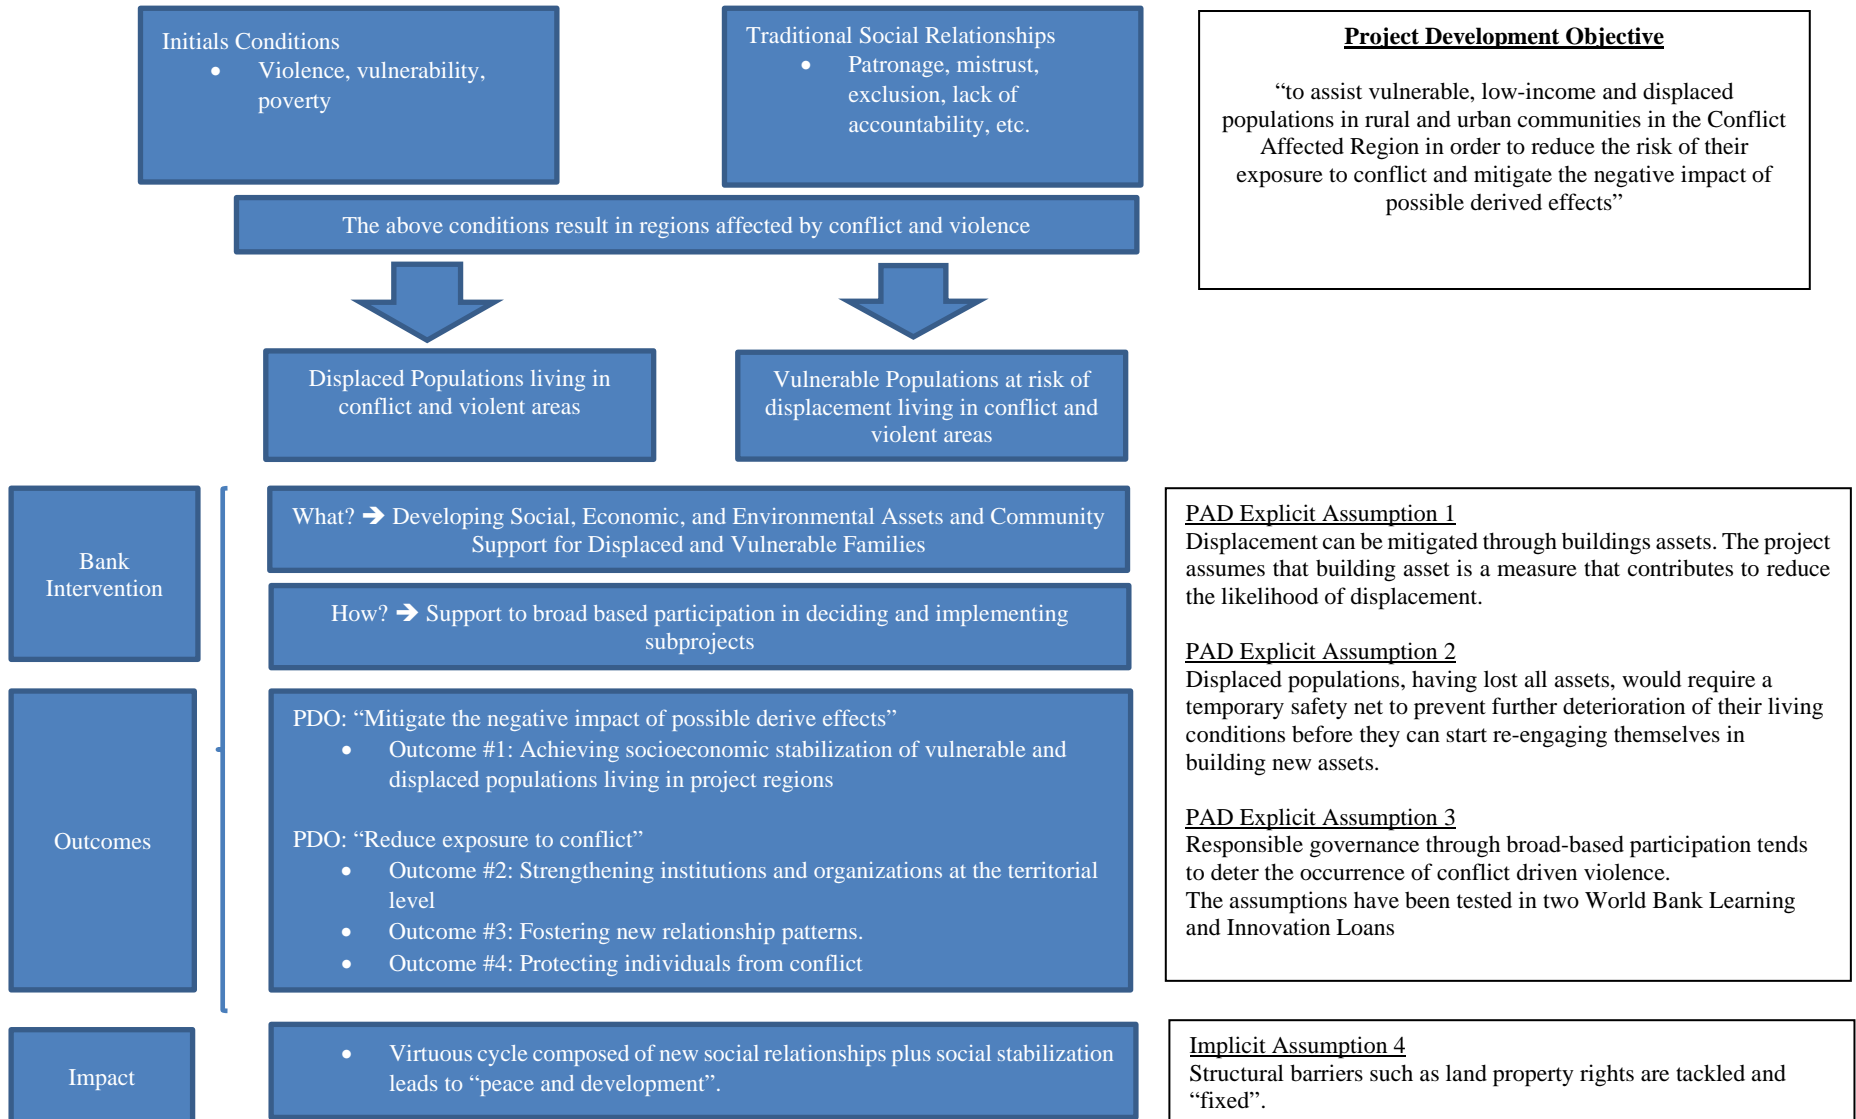 Initials Conditions
• Violence, vulnerability,
poverty
Traditional Social Relationships
• Patronage, mistrust,
exclusion, lack of
accountability, etc.
Project Development Objective
“to assist vulnerable, low-income and displaced
populations in rural and urban communities in the Conflict
Affected Region in order to reduce the risk of their
exposure to conflict and mitigate the negative impact of
possible derived effects”
The above conditions result in regions affected by conflict and violence
Displaced Populations living in
conflict and violent areas
Vulnerable Populations at risk of
displacement living in conflict and
violent areas
Bank
Intervention
What? ➔ Developing Social, Economic, and Environmental Assets and Community
Support for Displaced and Vulnerable Families
How? ➔ Support to broad based participation in deciding and implementing
subprojects
PAD Explicit Assumption 1
Displacement can be mitigated through buildings assets. The project
assumes that building asset is a measure that contributes to reduce
the likelihood of displacement.
PAD Explicit Assumption 2
Displaced populations, having lost all assets, would require a
temporary safety net to prevent further deterioration of their living
conditions before they can start re-engaging themselves in
building new assets.
PAD Explicit Assumption 3
Responsible governance through broad-based participation tends
to deter the occurrence of conflict driven violence.
The assumptions have been tested in two World Bank Learning
and Innovation Loans
Outcomes
PDO: “Mitigate the negative impact of possible derive effects”
• Outcome #1: Achieving socioeconomic stabilization of vulnerable and
displaced populations living in project regions
PDO: “Reduce exposure to conflict”
• Outcome #2: Strengthening institutions and organizations at the territorial
level
• Outcome #3: Fostering new relationship patterns.
• Outcome #4: Protecting individuals from conflict
Impact
• Virtuous cycle composed of new social relationships plus social stabilization
leads to “peace and development”.
Implicit Assumption 4
Structural barriers such as land property rights are tackled and
“fixed”.